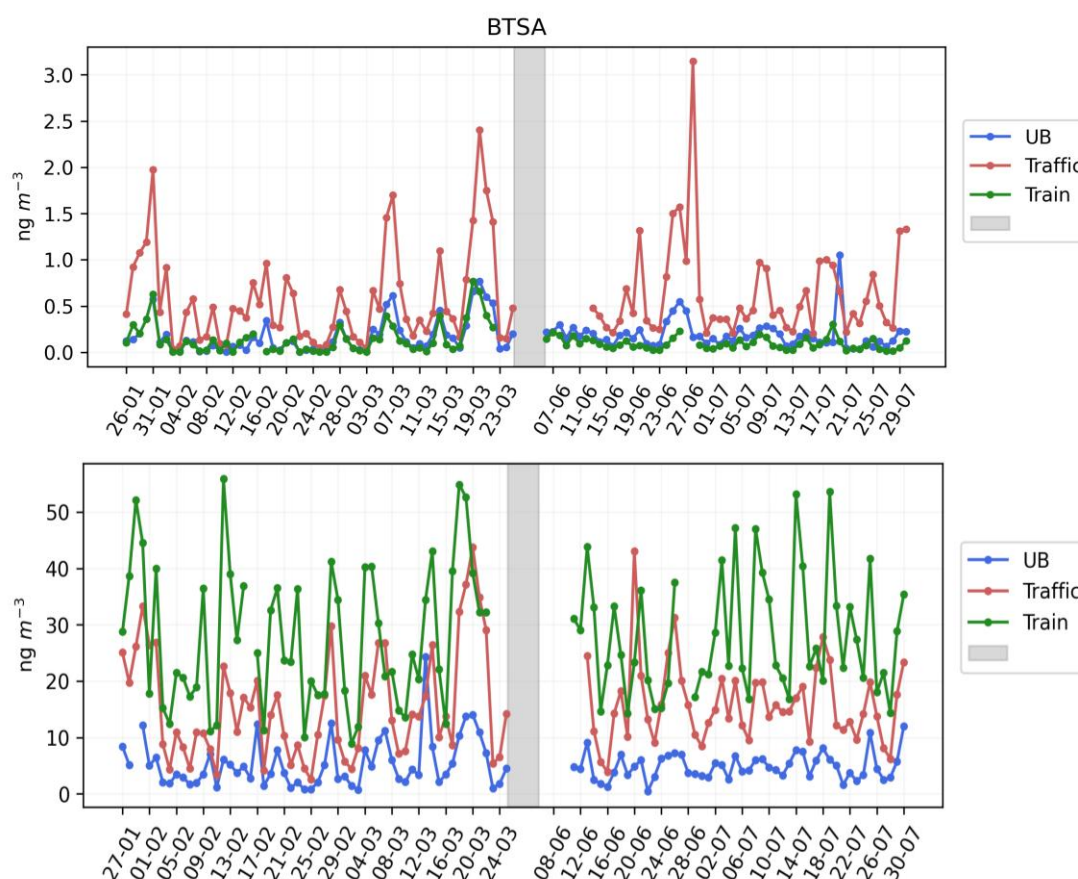 BTSA
ng m⁻³
3.0
2.5
2.0
1.5
1.0
0.5
0.0
26-01 31-01 04-02 08-02 12-02 16-02 20-02 24-02 28-02 03-03 07-03 11-03 15-03 19-03 23-03 07-06 11-06 15-06 19-06 23-06 27-06 01-07 05-07 09-07 13-07 17-07 21-07 25-07 29-07
UB
Traffic
Train
ng m⁻³
50
40
30
20
10
0
27-01 01-02 05-02 09-02 13-02 17-02 21-02 25-02 29-02 04-03 08-03 12-03 16-03 20-03 24-03 08-06 12-06 16-06 20-06 24-06 28-06 02-07 06-07 10-07 14-07 18-07 22-07 26-07 30-07
UB
Traffic
Train